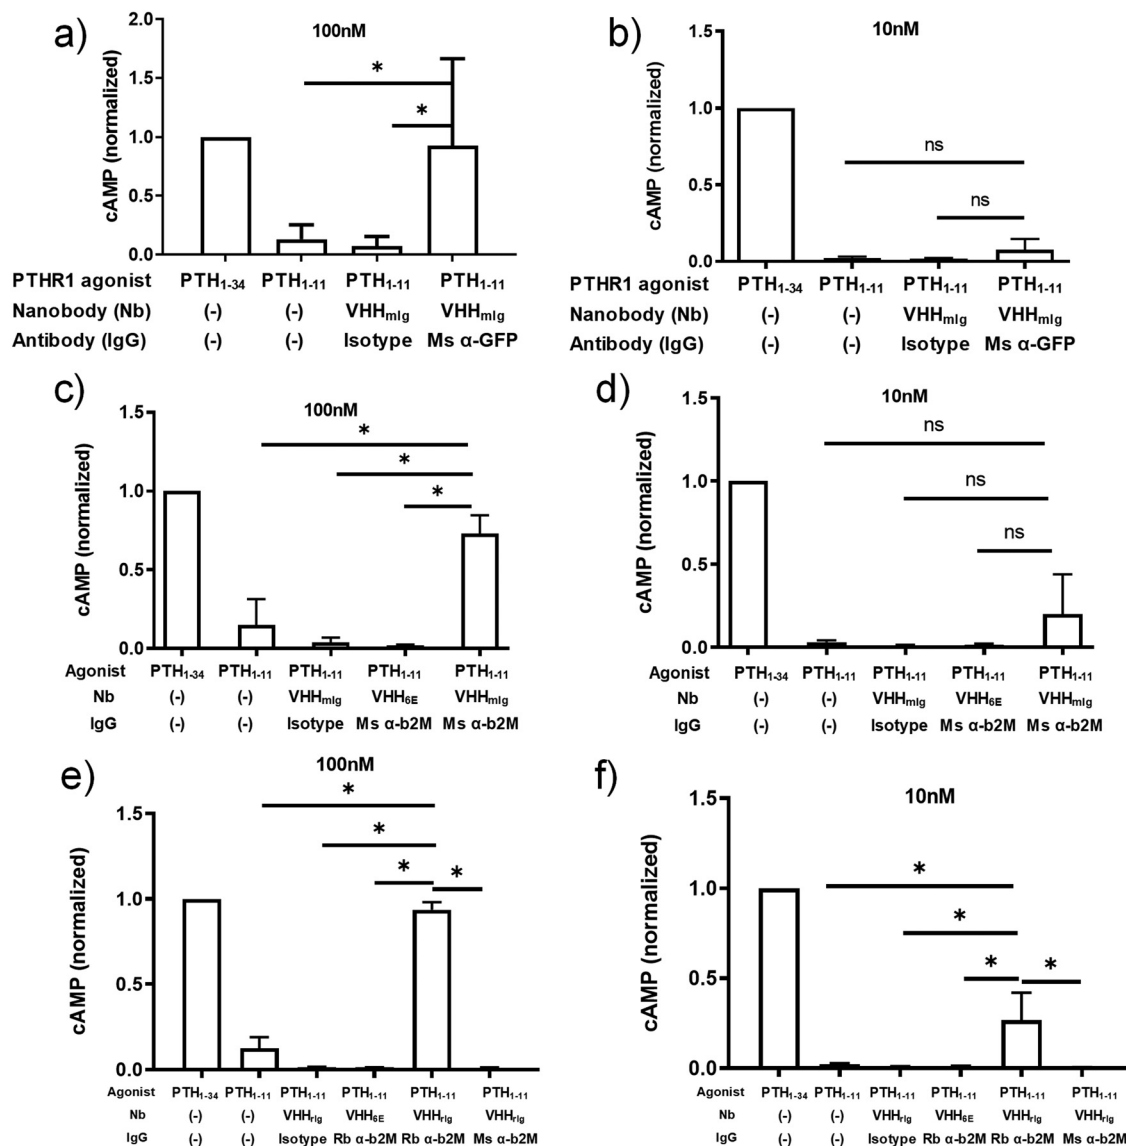 a)
100nM
2.0
1.5
1.0
0.5
0.0
cAMP (normalized)
*
*
PTHR1 agonist PTH1-34 PTH1-11 PTH1-11 PTH1-11
Nanobody (Nb) (-) (-) VHHmIg VHHmIg
Antibody (IgG) (-) (-) Isotype Ms α-GFP
b)
10nM
1.5
1.0
0.5
0.0
cAMP (normalized)
ns
ns
PTHR1 agonist PTH1-34 PTH1-11 PTH1-11 PTH1-11
Nanobody (Nb) (-) (-) VHHmIg VHHmIg
Antibody (IgG) (-) (-) Isotype Ms α-GFP
c)
100nM
1.5
1.0
0.5
0.0
cAMP (normalized)
*
*
*
Agonist PTH1-34 PTH1-11 PTH1-11 PTH1-11 PTH1-11
Nb (-) (-) VHHmIg VHH6E VHHmIg
IgG (-) (-) Isotype Ms α-b2M Ms α-b2M
d)
10nM
1.5
1.0
0.5
0.0
cAMP (normalized)
ns
ns
ns
Agonist PTH1-34 PTH1-11 PTH1-11 PTH1-11 PTH1-11
Nb (-) (-) VHHmIg VHH6E VHHmIg
IgG (-) (-) Isotype Ms α-b2M Ms α-b2M
e)
100nM
1.5
1.0
0.5
0.0
cAMP (normalized)
*
*
* *
Agonist PTH1-34 PTH1-11 PTH1-11 PTH1-11 PTH1-11 PTH1-11
Nb (-) (-) VHHrIg VHH6E VHHrIg VHHrIg
IgG (-) (-) Isotype Rb α-b2M Rb α-b2M Ms α-b2M
f)
10nM
1.5
1.0
0.5
0.0
cAMP (normalized)
*
*
* *
Agonist PTH1-34 PTH1-11 PTH1-11 PTH1-11 PTH1-11 PTH1-11
Nb (-) (-) VHHrIg VHH6E VHHrIg VHHrIg
IgG (-) (-) Isotype Rb α-b2M Rb α-b2M Ms α-b2M